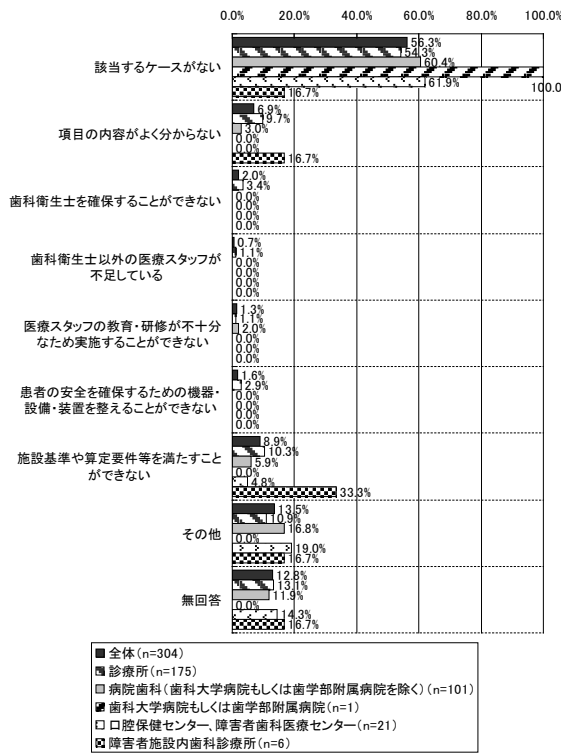 0.0% 20.0% 40.0% 60.0% 80.0% 100.0%
該当するケースがない
56.3%
54.3%
60.4%
100.0
61.9%
16.7%
項目の内容がよく分からない
6.9%
9.7%
3.0%
0.0%
0.0%
16.7%
歯科衛生士を確保することができない
2.0%
3.4%
0.0%
0.0%
0.0%
0.0%
歯科衛生士以外の医療スタッフが
不足している
0.7%
1.1%
0.0%
0.0%
0.0%
0.0%
医療スタッフの教育・研修が不十分
なため実施することができない
1.3%
1.1%
2.0%
0.0%
0.0%
0.0%
患者の安全を確保するための機器・
設備・装置を整えることができない
1.6%
2.9%
0.0%
0.0%
0.0%
0.0%
施設基準や算定要件等を満たすこと
ができない
8.9%
10.3%
5.9%
0.0%
4.8%
33.3%
その他
13.5%
10.9%
16.8%
0.0%
19.0%
16.7%
無回答
12.8%
13.1%
11.9%
0.0%
14.3%
16.7%
全体(n=304)
診療所(n=175)
病院歯科(歯科大学病院もしくは歯学部附属病院を除く)(n=101)
歯科大学病院もしくは歯学部附属病院(n=1)
口腔保健センター、障害者歯科医療センター(n=21)
障害者施設内歯科診療所(n=6)